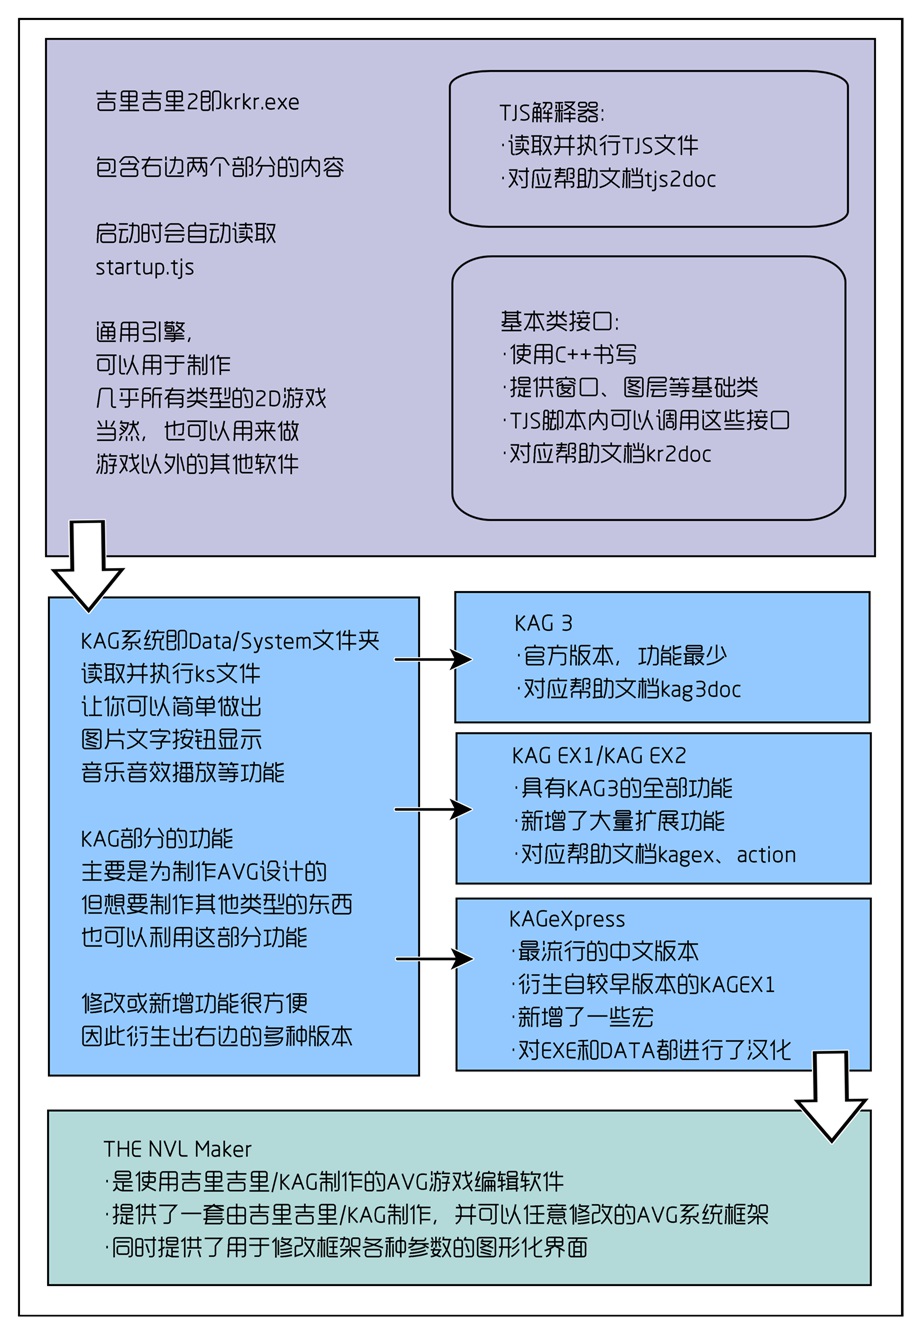 吉里吉里2即krkr.exe
包含右边两个部分的内容
启动时会自动读取
startup.tjs
通用引擎,
可以用于制作
几乎所有类型的2D游戏
当然，也可以用来做
游戏以外的其他软件
TJS解释器:
·读取并执行TJS文件
·对应帮助文档tjs2doc
基本类接口:
·使用C++书写
·提供窗口、图层等基础类
·TJS脚本内可以调用这些接口
·对应帮助文档kr2doc
KAG系统即Data/System文件夹
读取并执行ks文件
让你可以简单做出
图片文字按钮显示
音乐音效播放等功能
KAG部分的功能
主要是为制作AVG设计的
但想要制作其他类型的东西
也可以利用这部分功能
修改或新增功能很方便
因此衍生出右边的多种版本
KAG 3
·官方版本，功能最少
·对应帮助文档kag3doc
KAG EX1/KAG EX2
·具有KAG3的全部功能
·新增了大量扩展功能
·对应帮助文档kagex、action
KAGeXpress
·最流行的中文版本
·衍生自较早版本的KAGEX1
·新增了一些宏
·对EXE和DATA都进行了汉化
THE NVL Maker
·是使用吉里吉里/KAG制作的AVG游戏编辑软件
·提供了一套由吉里吉里/KAG制作，并可以任意修改的AVG系统框架
·同时提供了用于修改框架各种参数的图形化界面